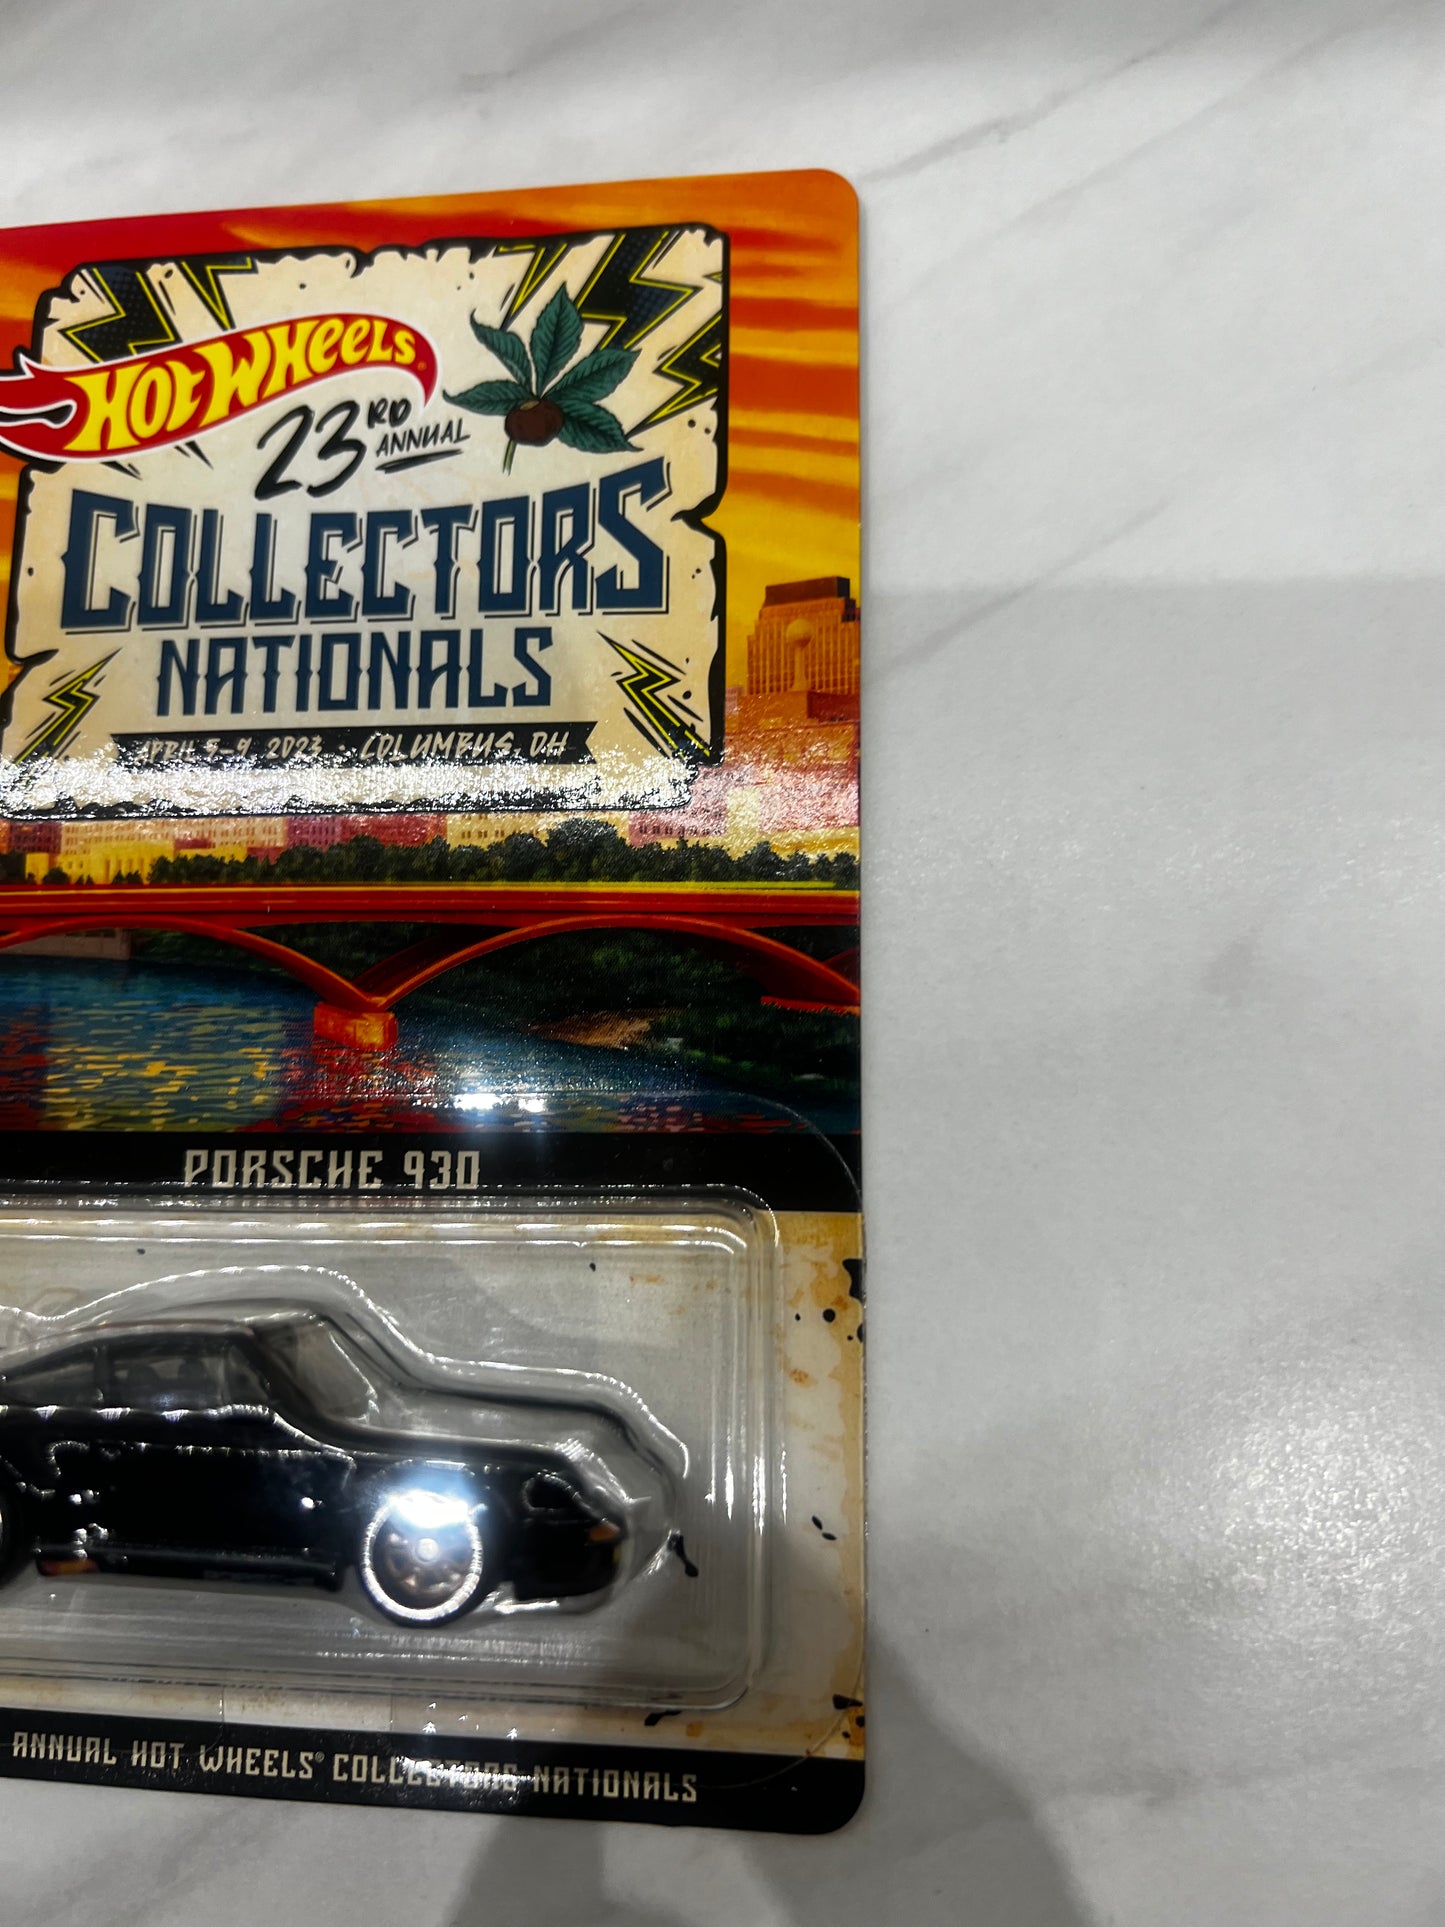 HOT WHEELS
23RD ANNUAL
COLLECTORS
NATIONALS
APRIL 5-9 2023 · COLUMBUS, OH
PORSCHE 930
ANNUAL HOT WHEELS® COLLECTORS NATIONALS